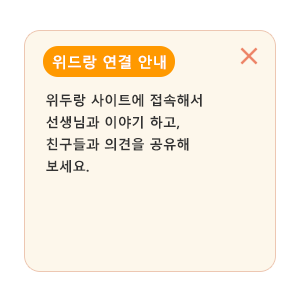 위드랑 연결 안내
위두랑 사이트에 접속해서
선생님과 이야기 하고,
친구들과 의견을 공유해
보세요.